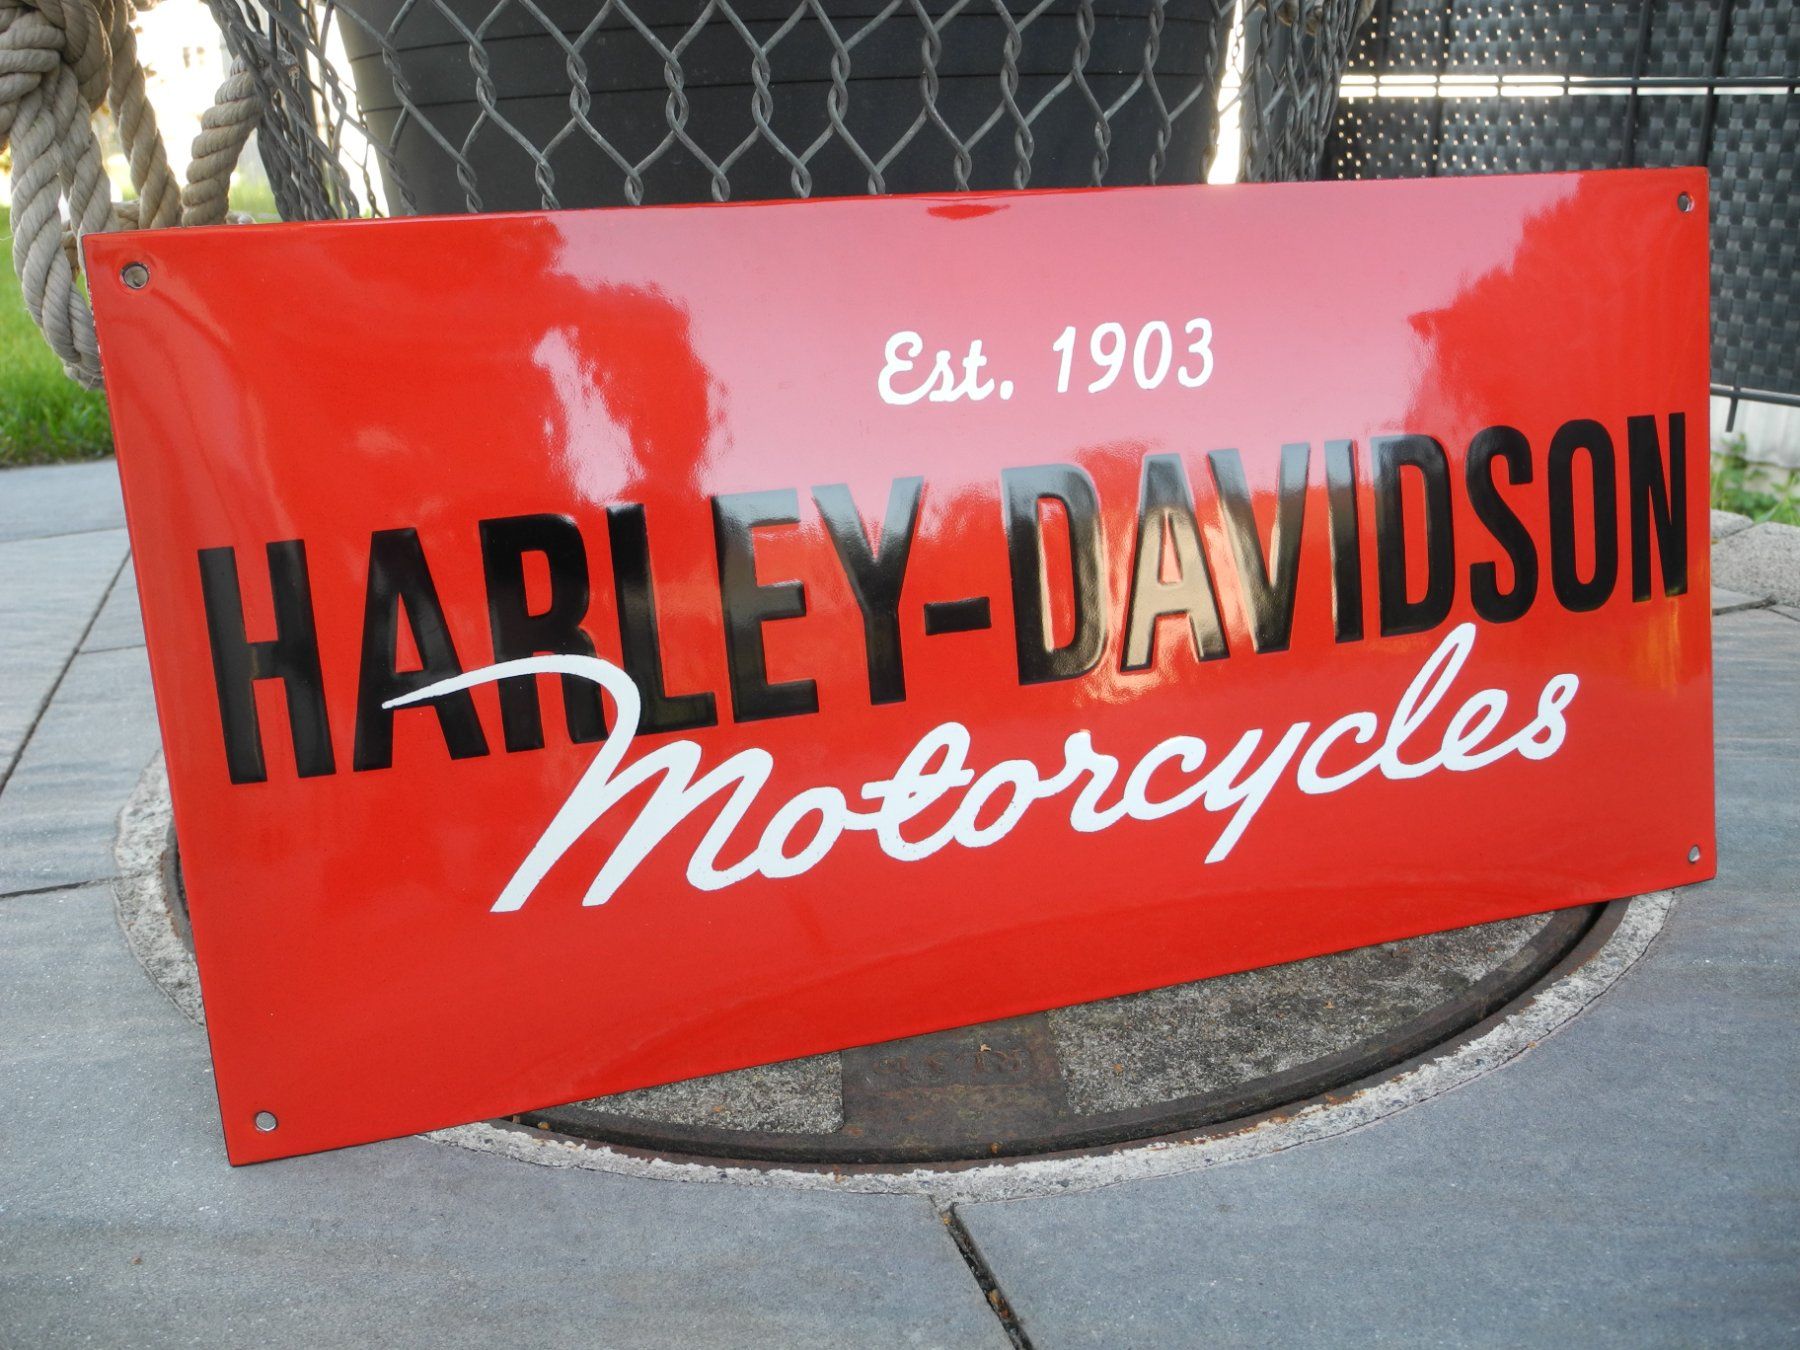 Est. 1903
HARLEY-DAVIDSON
Motorcycles